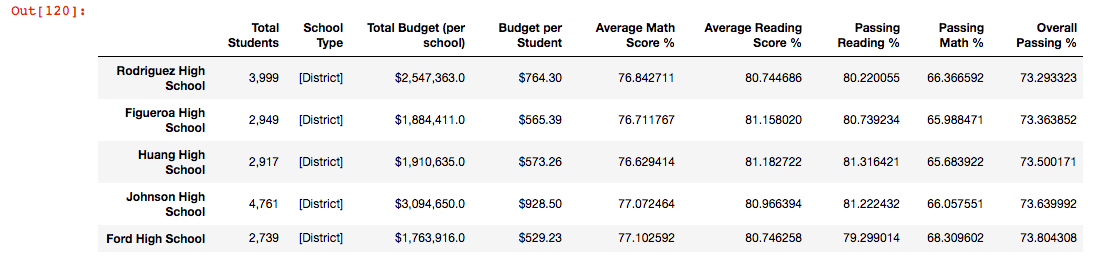 Out[120]:
Total Students School Type Total Budget (per school) Budget per Student Average Math Score % Average Reading Score % Passing Reading % Passing Math % Overall Passing %
Rodriguez High School 3,999 [District] $2,547,363.0 $764.30 76.842711 80.744686 80.220055 66.366592 73.293323
Figueroa High School 2,949 [District] $1,884,411.0 $565.39 76.711767 81.158020 80.739234 65.988471 73.363852
Huang High School 2,917 [District] $1,910,635.0 $573.26 76.629414 81.182722 81.316421 65.683922 73.500171
Johnson High School 4,761 [District] $3,094,650.0 $928.50 77.072464 80.966394 81.222432 66.057551 73.639992
Ford High School 2,739 [District] $1,763,916.0 $529.23 77.102592 80.746258 79.299014 68.309602 73.804308